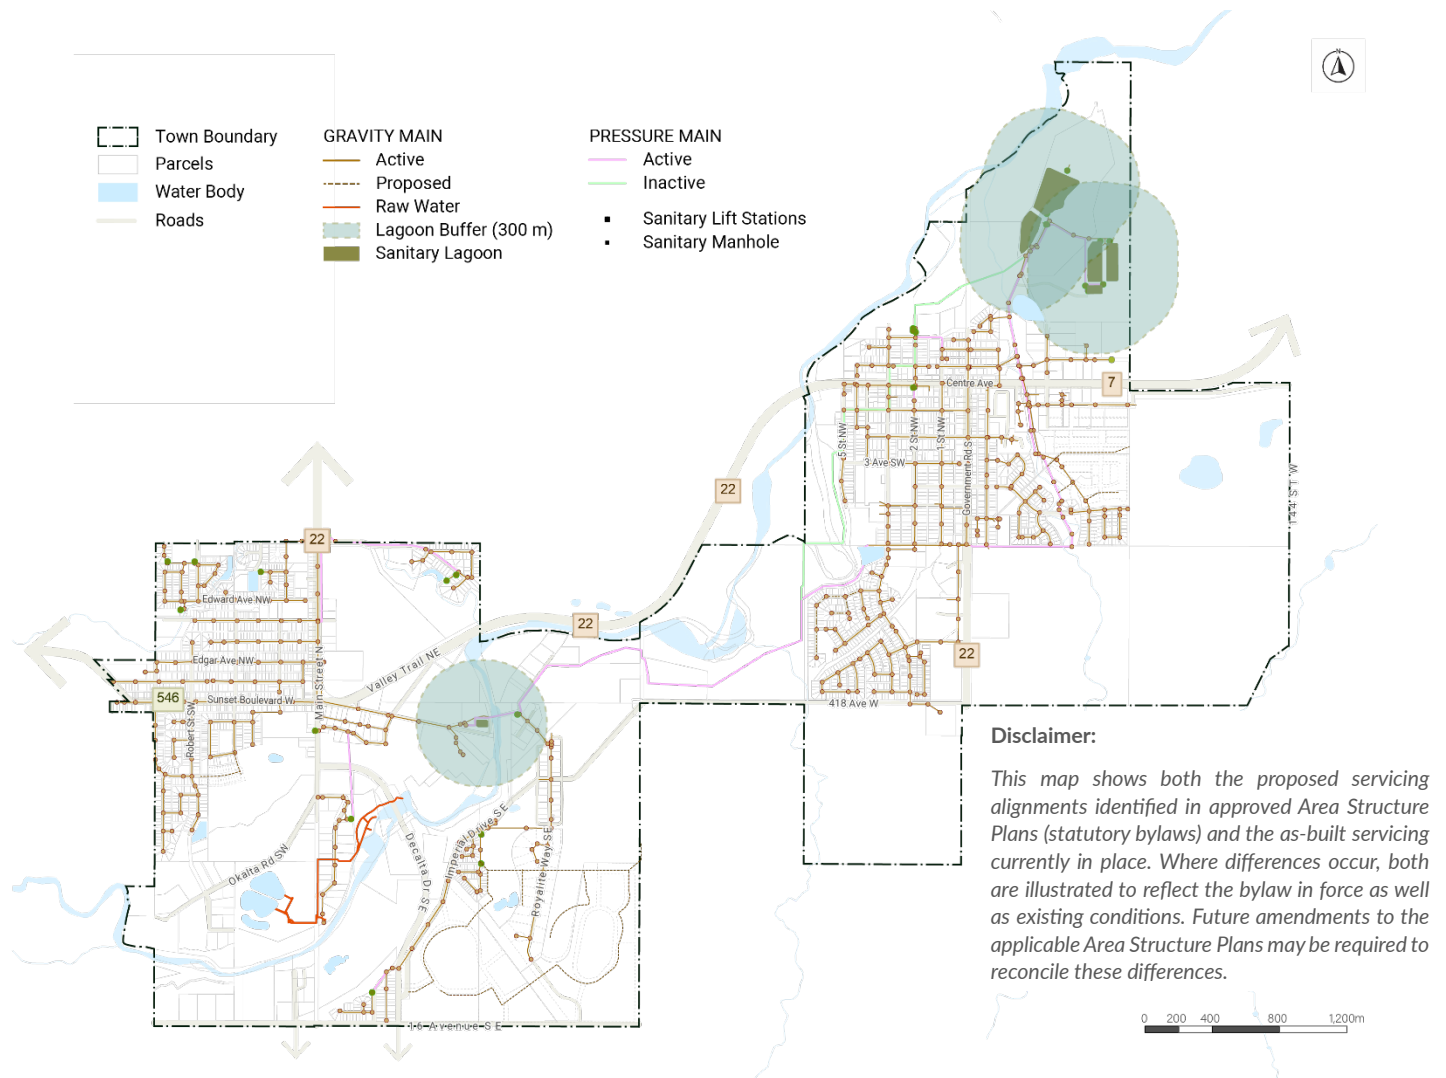 N
Town Boundary
Parcels
Water Body
Roads
GRAVITY MAIN
Active
Proposed
Raw Water
Lagoon Buffer (300 m)
Sanitary Lagoon
PRESSURE MAIN
Active
Inactive
Sanitary Lift Stations
Sanitary Manhole
7
Centre Ave
5 St NW
2 St NW
1 St NW
3 Ave SW
Government Rd S
22
144 ST W
22
Edward Ave NW
22
Edgar Ave NW
Main Street N
Valley Trail NE
22
546
Sunset Boulevard W
418 Ave W
Robert St SW
Okalta Rd SW
Decalta Dr SE
Imperial Drive SE
Royalite Way SE
16 Avenue SE
Disclaimer:
This map shows both the proposed servicing
alignments identified in approved Area Structure
Plans (statutory bylaws) and the as-built servicing
currently in place. Where differences occur, both
are illustrated to reflect the bylaw in force as well
as existing conditions. Future amendments to the
applicable Area Structure Plans may be required to
reconcile these differences.
0 200 400 800 1,200m